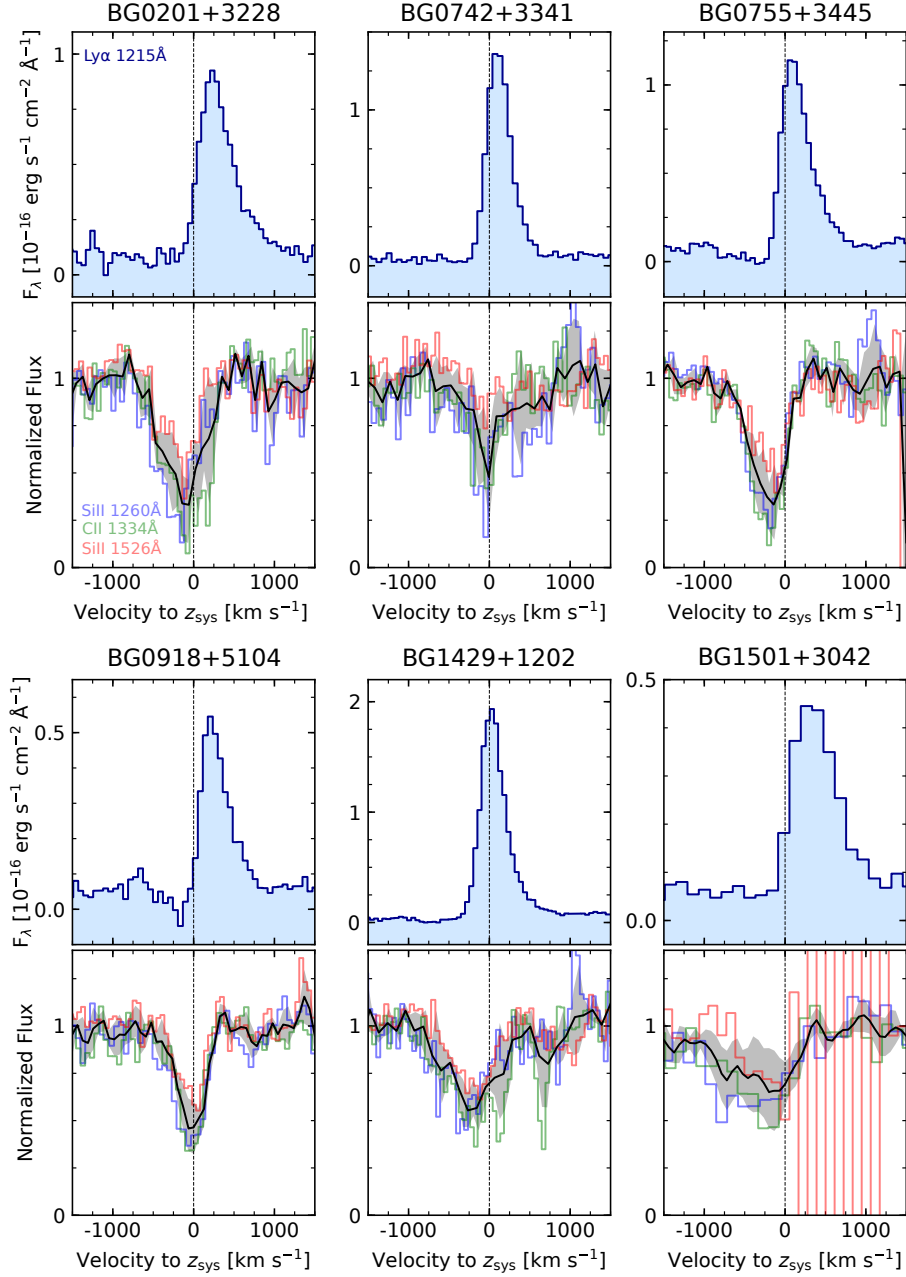 BG0201+3228 BG0742+3341 BG0755+3445
Lyα 1215Å
F_λ [10⁻¹⁶ erg s⁻¹ cm⁻² Å⁻¹]
1
0
1
0
1
0
Normalized Flux
1
0
1
0
1
0
SiII 1260Å
CII 1334Å
SiII 1526Å
-1000 0 1000 -1000 0 1000 -1000 0 1000
Velocity to z_sys [km s⁻¹] Velocity to z_sys [km s⁻¹] Velocity to z_sys [km s⁻¹]
BG0918+5104 BG1429+1202 BG1501+3042
F_λ [10⁻¹⁶ erg s⁻¹ cm⁻² Å⁻¹]
0.5
0.0
2
1
0
0.5
0.0
Normalized Flux
1
0
1
0
1
0
-1000 0 1000 -1000 0 1000 -1000 0 1000
Velocity to z_sys [km s⁻¹] Velocity to z_sys [km s⁻¹] Velocity to z_sys [km s⁻¹]